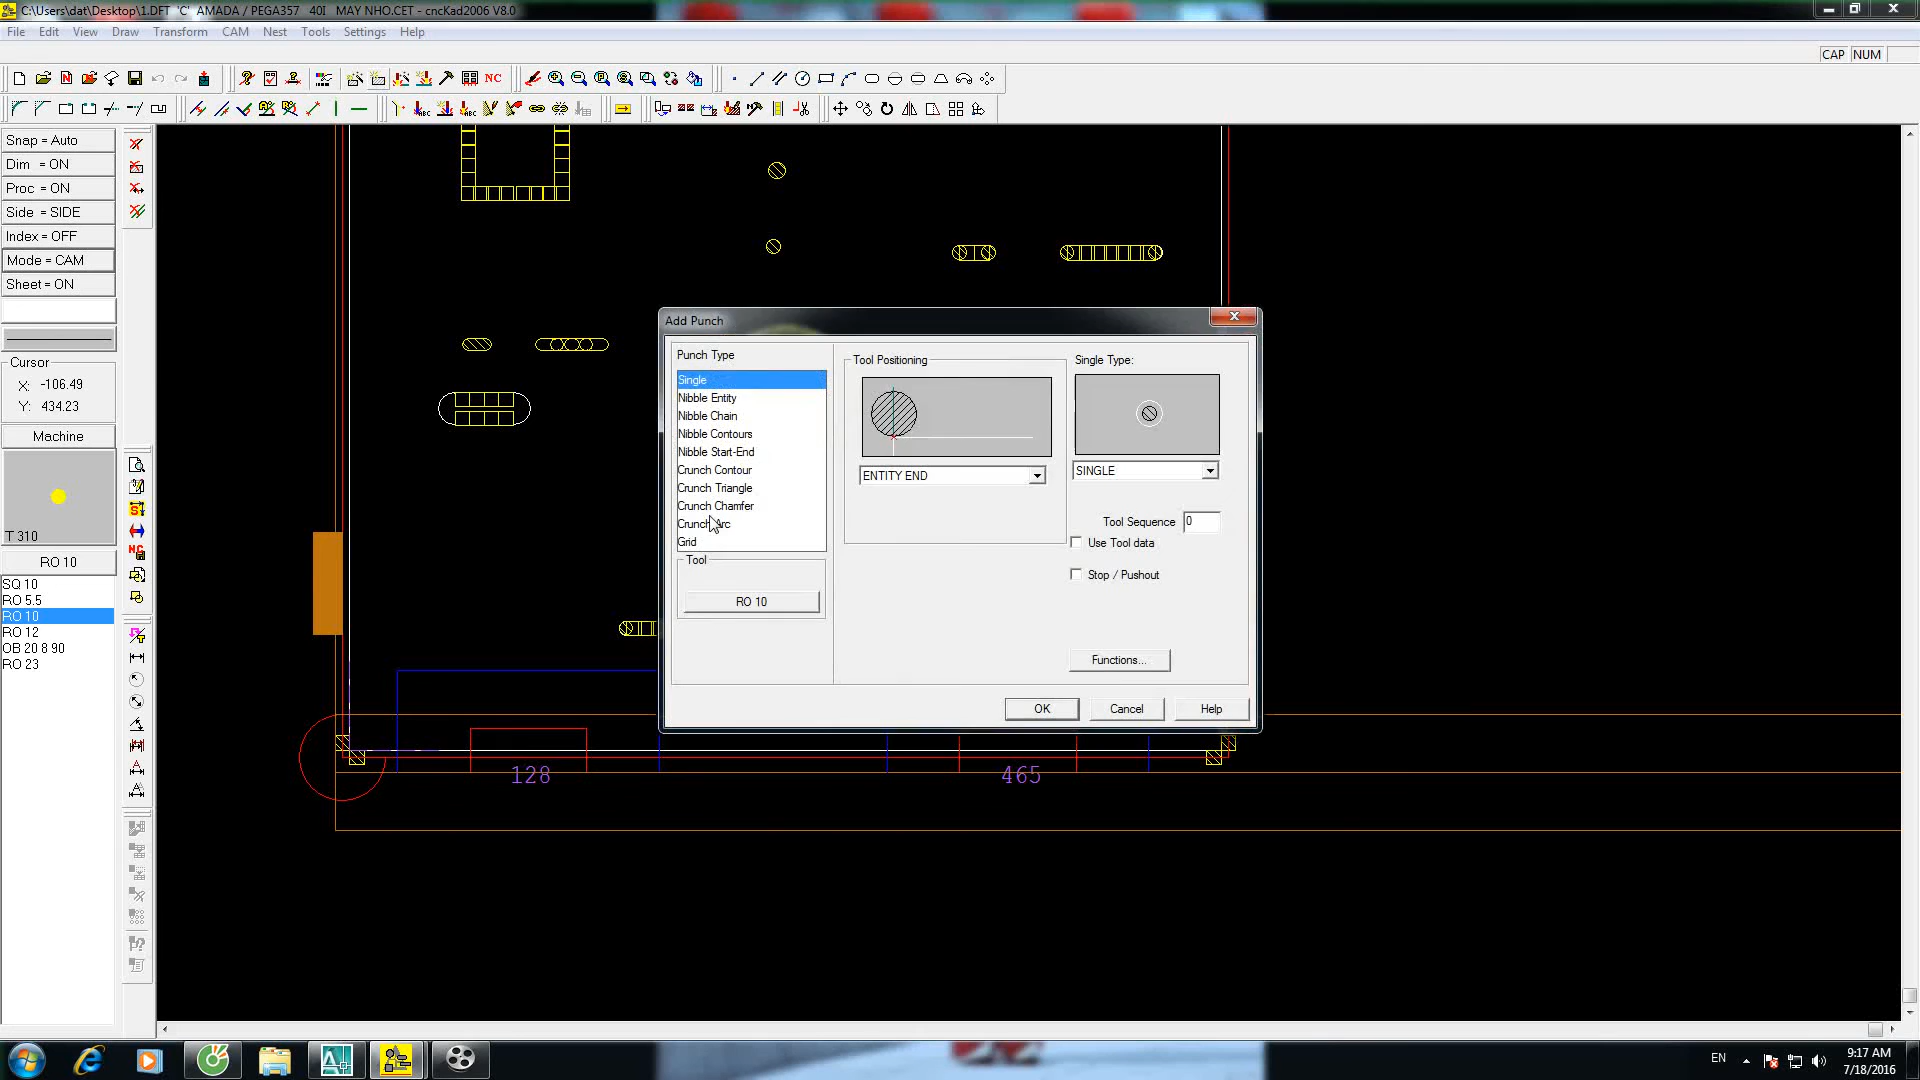 C:\Users\dat\Desktop\1.DFT 'C' AMADA / PEGA357 40I MAY NHO.CET - cncKad2006 V8.0
File Edit View Draw Transform CAM Nest Tools Settings Help
CAP NUM
NC
Snap = Auto
Dim = ON
Proc = ON
Side = SIDE
Index = OFF
Mode = CAM
Sheet = ON
Cursor
X: -106.49
Y: 434.23
Machine
T 310
RO 10
SQ 10
RO 5.5
RO 10
RO 12
OB 20 8 90
RO 23
Add Punch
Punch Type
Single
Nibble Entity
Nibble Chain
Nibble Contours
Nibble Start-End
Crunch Contour
Crunch Triangle
Crunch Chamfer
Crunch Arc
Grid
Tool
RO 10
Tool Positioning
ENTITY END
Single Type:
SINGLE
Tool Sequence 0
Use Tool data
Stop / Pushout
Functions...
OK Cancel Help
128
465
EN
9:17 AM
7/18/2016